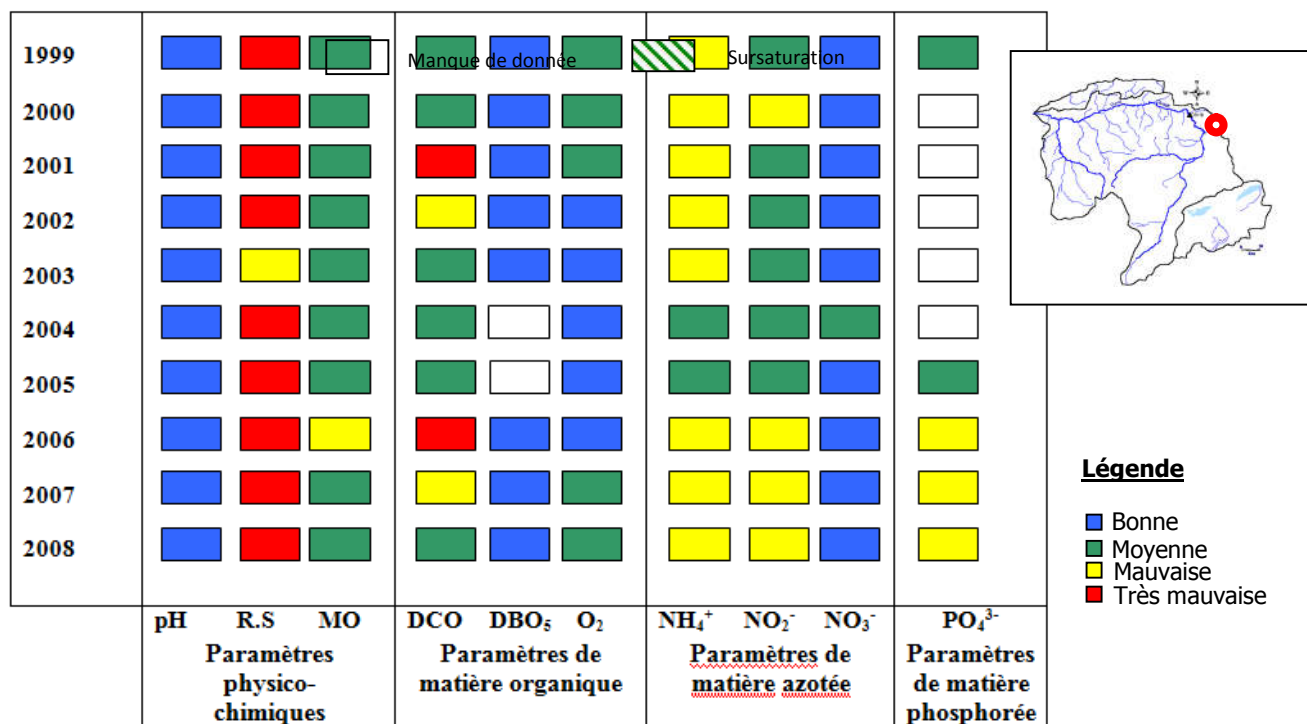 1999
Manque de donnée
Sursaturation
2000
2001
2002
2003
2004
2005
2006
2007
2008
Légende
Bonne
Moyenne
Mauvaise
Très mauvaise
pH R.S MO DCO DBO₅ O₂ NH₄⁺ NO₂⁻ NO₃⁻ PO₄³⁻
Paramètres
physico-
chimiques
Paramètres de
matière organique
Paramètres de
matière azotée
Paramètres
de matière
phosphorée